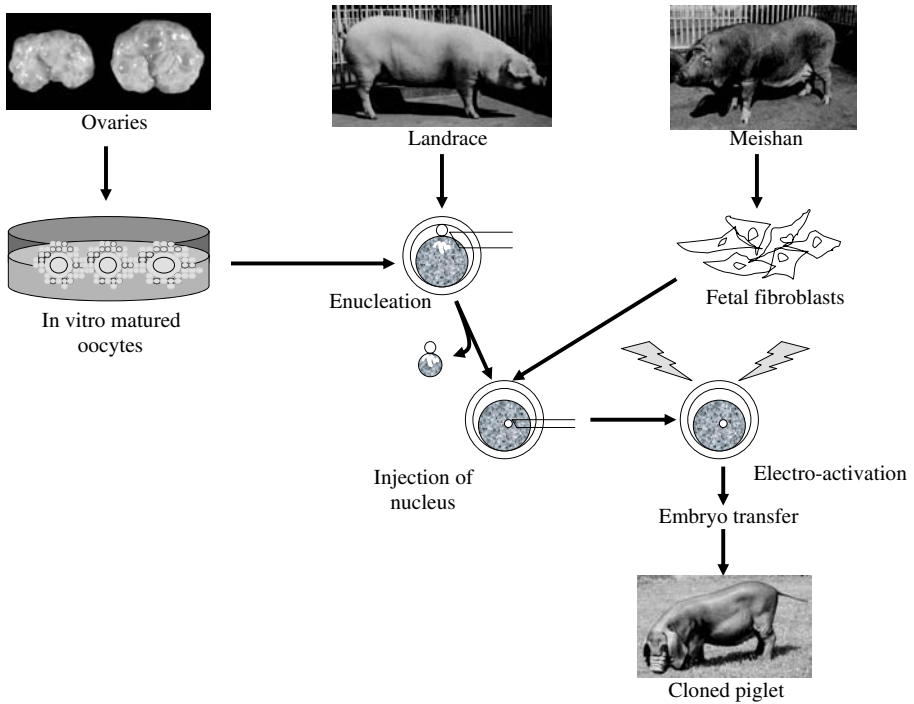 Ovaries
Landrace
Meishan
In vitro matured
oocytes
Enucleation
Fetal fibroblasts
Injection of
nucleus
Electro-activation
Embryo transfer
Cloned piglet